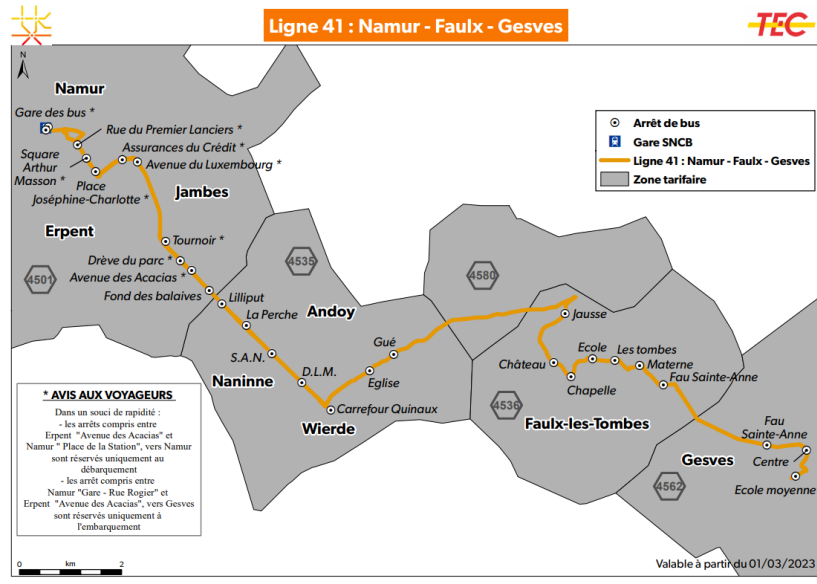 Ligne 41 : Namur - Faulx - Gesves
TEC
N
Namur
Gare des bus *
Rue du Premier Lanciers *
Assurances du Crédit *
Square
Arthur
Masson *
Avenue du Luxembourg *
Place
Joséphine-Charlotte *
Jambes
Erpent
Tournoir *
Drève du parc *
4501
Avenue des Acacias *
Fond des balaives
Lilliput
La Perche
S.A.N.
Naninne
D.L.M.
Carrefour Quinaux
Wierde
4535
Andoy
Gué
Eglise
4580
Jausse
Ecole
Les tombes
Château
Materne
Chapelle
Fau Sainte-Anne
4536
Faulx-les-Tombes
Fau
Sainte-Anne
Gesves
Centre
4562
Ecole moyenne
Arrêt de bus
Gare SNCB
Ligne 41 : Namur - Faulx - Gesves
Zone tarifaire
* AVIS AUX VOYAGEURS
Dans un souci de rapidité :
- les arrêts compris entre
Erpent "Avenue des Acacias" et
Namur " Place de la Station", vers Namur
sont réservés uniquement au
débarquement
- les arrêt compris entre
Namur "Gare - Rue Rogier" et
Erpent "Avenue des Acacias", vers Gesves
sont réservés uniquement à
l'embarquement
0 km 2
Valable à partir du 01/03/2023